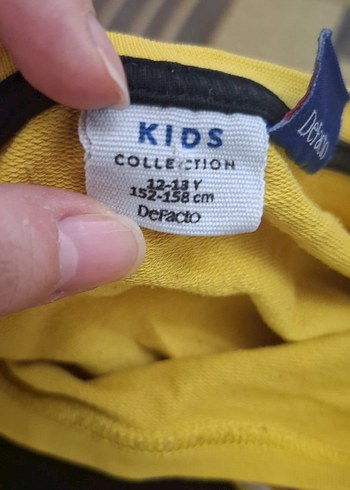 KIDS
COLLECTION
12-13 Y
152-158 cm
DeFacto
DeFacto